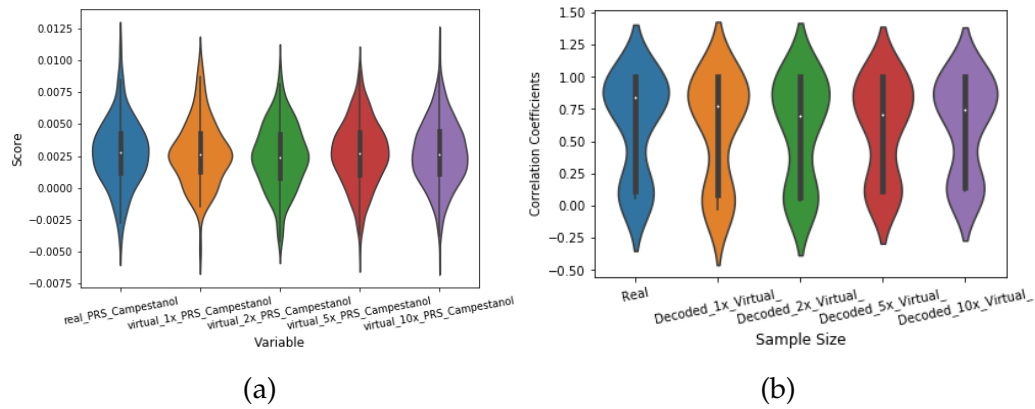 0.0125
0.0100
0.0075
0.0050
0.0025
0.0000
−0.0025
−0.0050
−0.0075
Score
real_PRS_Campestanol
virtual_1x_PRS_Campestanol
virtual_2x_PRS_Campestanol
virtual_5x_PRS_Campestanol
virtual_10x_PRS_Campestanol
Variable
(a)
1.50
1.25
1.00
0.75
0.50
0.25
0.00
−0.25
−0.50
Correlation Coefficients
Real
Decoded_1x_Virtual_
Decoded_2x_Virtual_
Decoded_5x_Virtual_
Decoded_10x_Virtual_
Sample Size
(b)